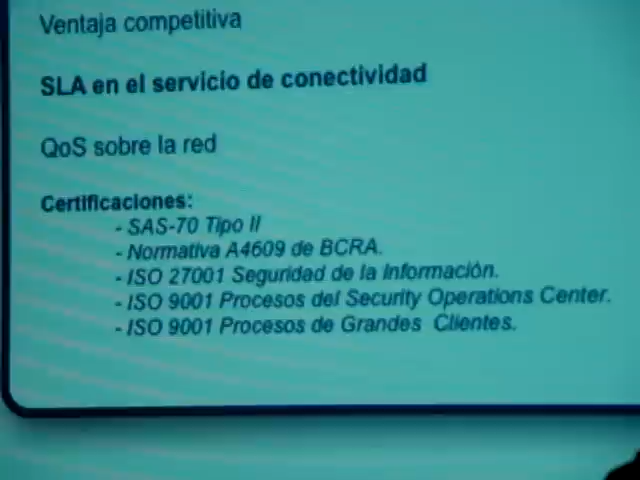 Ventaja competitiva
SLA en el servicio de conectividad
QoS sobre la red
Certificaciones:
- SAS-70 Tipo II
- Normativa A4609 de BCRA.
- ISO 27001 Seguridad de la Información.
- ISO 9001 Procesos del Security Operations Center.
- ISO 9001 Procesos de Grandes Clientes.